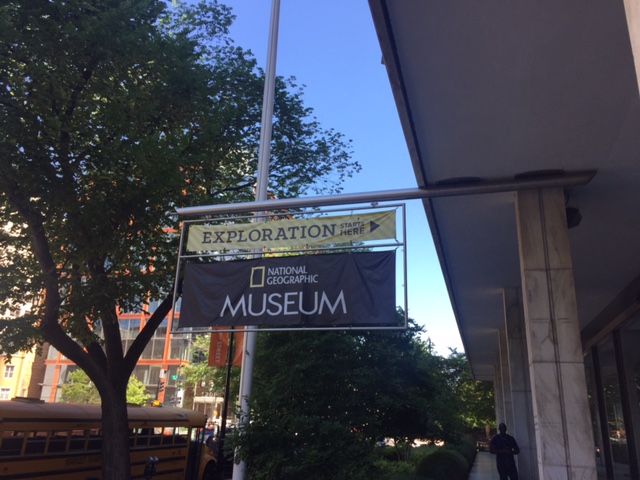 EXPLORATION STARTS HERE
NATIONAL
GEOGRAPHIC
MUSEUM